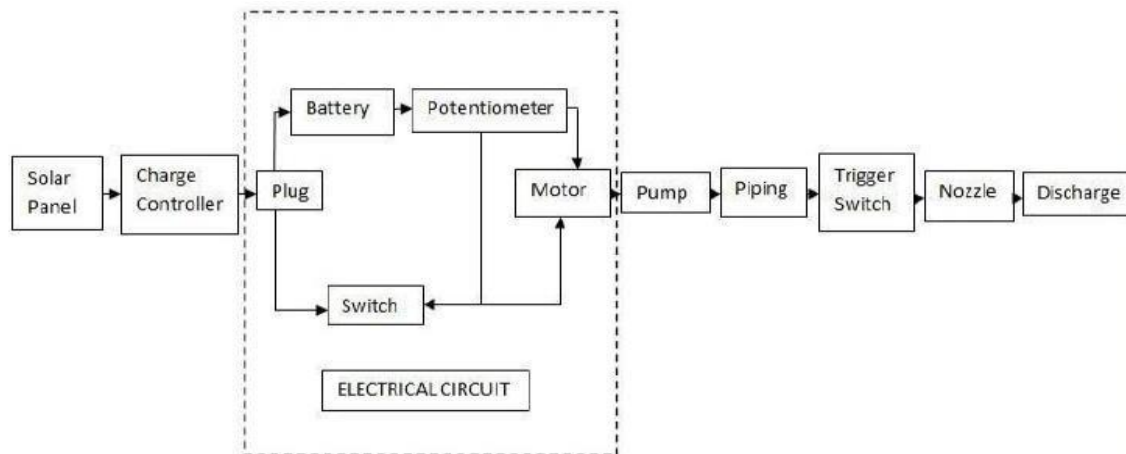 Solar
Panel
Charge
Controller
Plug
Battery
Potentiometer
Switch
Motor
Pump
Piping
Trigger
Switch
Nozzle
Discharge
ELECTRICAL CIRCUIT